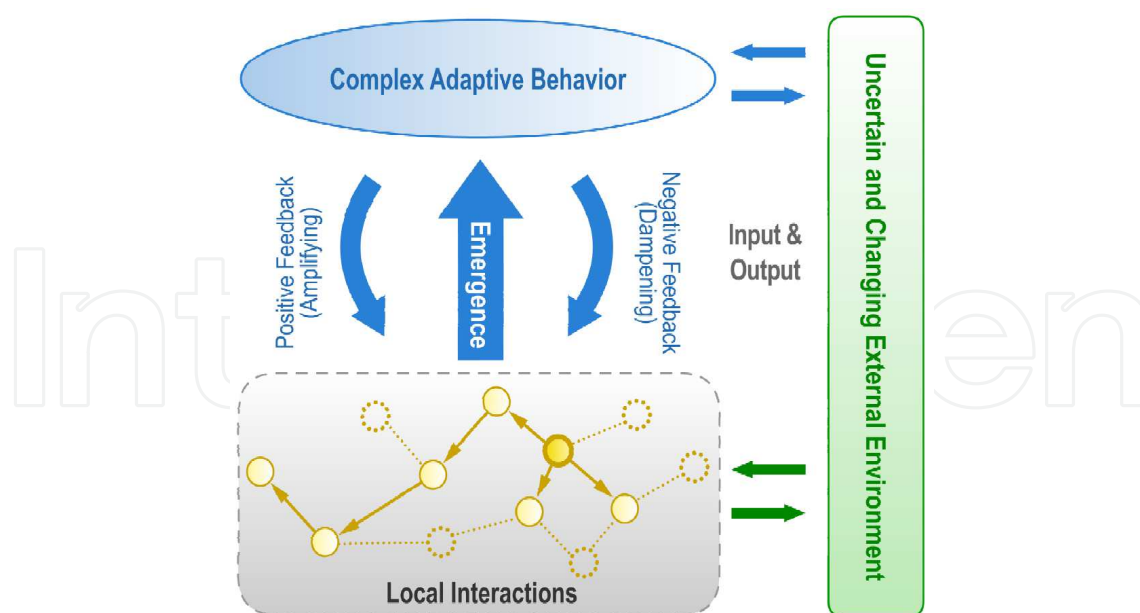 Complex Adaptive Behavior
Positive Feedback
(Amplifying)
Emergence
Negative Feedback
(Dampening)
Input &
Output
Uncertain and Changing External Environment
Local Interactions